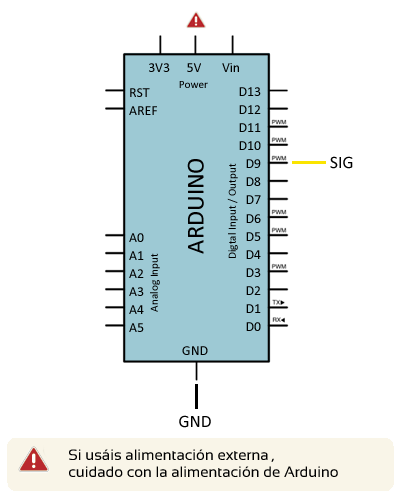 3V3 5V Vin
Power
RST
AREF
D13
D12
PWM
D11
PWM
D10
PWM
D9
SIG
D8
D7
PWM
D6
PWM
D5
D4
PWM
D3
D2
TX▶
D1
RX◀
D0
ARDUINO
Digtal Input / Output
A0
A1
A2
A3
A4
A5
Analog Input
GND
GND
Si usáis alimentación externa,
cuidado con la alimentación de Arduino